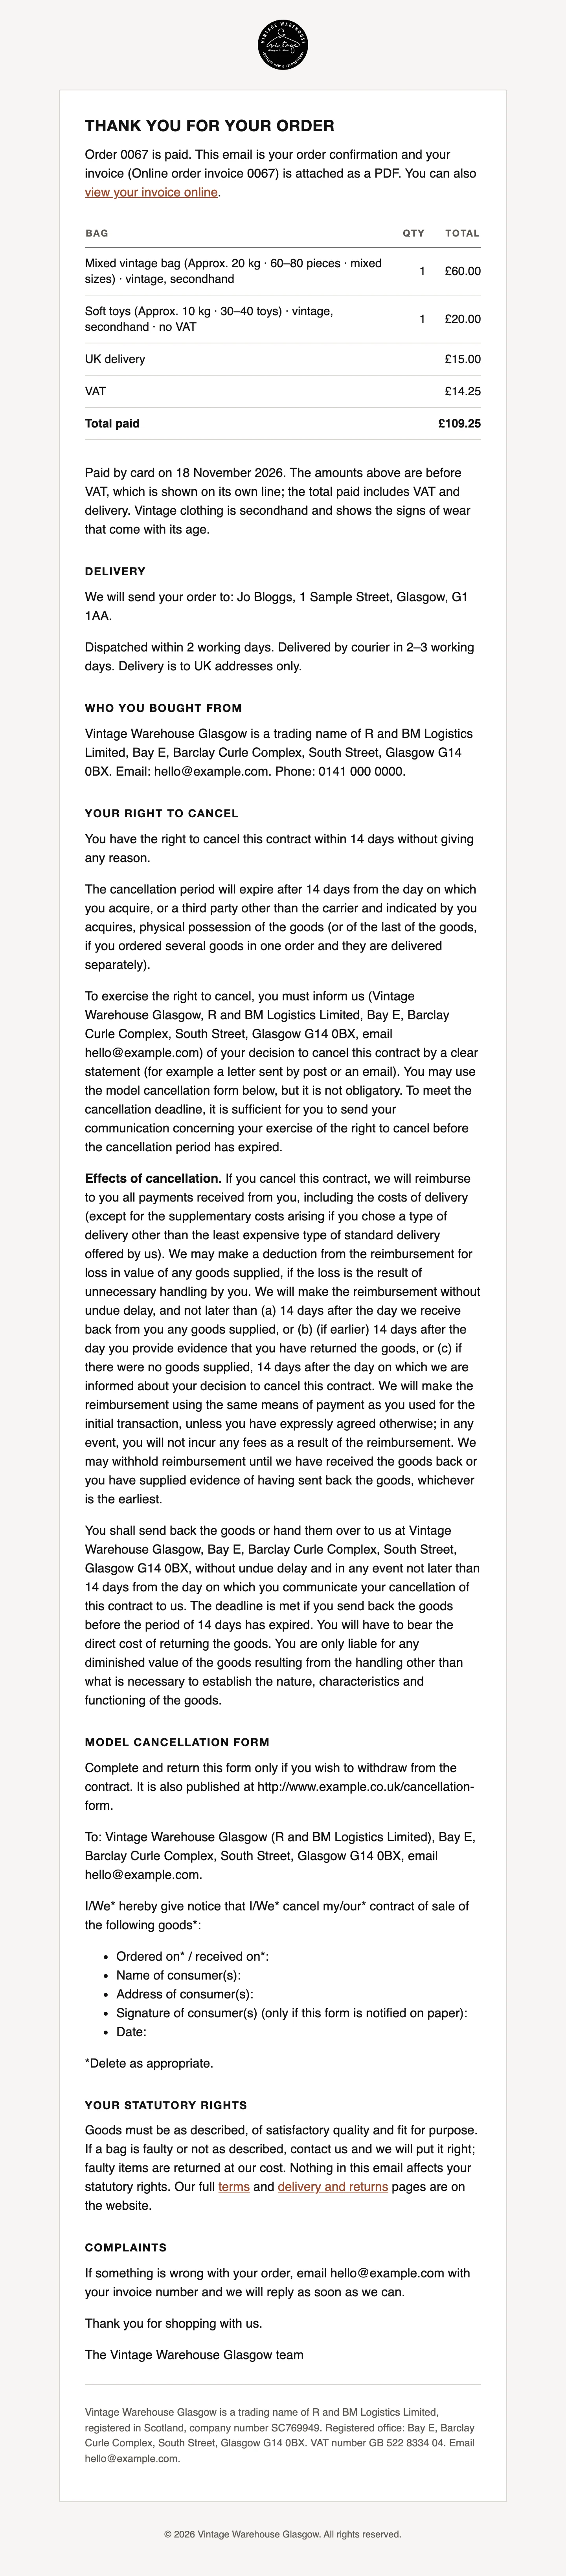 VINTAGE WAREHOUSE
vintage
THANK YOU FOR YOUR ORDER
Order 0067 is paid. This email is your order confirmation and your
invoice (Online order invoice 0067) is attached as a PDF. You can also
view your invoice online.
BAG QTY TOTAL
Mixed vintage bag (Approx. 20 kg · 60–80 pieces · mixed
sizes) · vintage, secondhand 1 £60.00
Soft toys (Approx. 10 kg · 30–40 toys) · vintage,
secondhand · no VAT 1 £20.00
UK delivery £15.00
VAT £14.25
Total paid £109.25
Paid by card on 18 November 2026. The amounts above are before
VAT, which is shown on its own line; the total paid includes VAT and
delivery. Vintage clothing is secondhand and shows the signs of wear
that come with its age.
DELIVERY
We will send your order to: Jo Bloggs, 1 Sample Street, Glasgow, G1
1AA.
Dispatched within 2 working days. Delivered by courier in 2–3 working
days. Delivery is to UK addresses only.
WHO YOU BOUGHT FROM
Vintage Warehouse Glasgow is a trading name of R and BM Logistics
Limited, Bay E, Barclay Curle Complex, South Street, Glasgow G14
0BX. Email: hello@example.com. Phone: 0141 000 0000.
YOUR RIGHT TO CANCEL
You have the right to cancel this contract within 14 days without giving
any reason.
The cancellation period will expire after 14 days from the day on which
you acquire, or a third party other than the carrier and indicated by you
acquires, physical possession of the goods (or of the last of the goods,
if you ordered several goods in one order and they are delivered
separately).
To exercise the right to cancel, you must inform us (Vintage
Warehouse Glasgow, R and BM Logistics Limited, Bay E, Barclay
Curle Complex, South Street, Glasgow G14 0BX, email
hello@example.com) of your decision to cancel this contract by a clear
statement (for example a letter sent by post or an email). You may use
the model cancellation form below, but it is not obligatory. To meet the
cancellation deadline, it is sufficient for you to send your
communication concerning your exercise of the right to cancel before
the cancellation period has expired.
Effects of cancellation. If you cancel this contract, we will reimburse
to you all payments received from you, including the costs of delivery
(except for the supplementary costs arising if you chose a type of
delivery other than the least expensive type of standard delivery
offered by us). We may make a deduction from the reimbursement for
loss in value of any goods supplied, if the loss is the result of
unnecessary handling by you. We will make the reimbursement without
undue delay, and not later than (a) 14 days after the day we receive
back from you any goods supplied, or (b) (if earlier) 14 days after the
day you provide evidence that you have returned the goods, or (c) if
there were no goods supplied, 14 days after the day on which we are
informed about your decision to cancel this contract. We will make the
reimbursement using the same means of payment as you used for the
initial transaction, unless you have expressly agreed otherwise; in any
event, you will not incur any fees as a result of the reimbursement. We
may withhold reimbursement until we have received the goods back or
you have supplied evidence of having sent back the goods, whichever
is the earliest.
You shall send back the goods or hand them over to us at Vintage
Warehouse Glasgow, Bay E, Barclay Curle Complex, South Street,
Glasgow G14 0BX, without undue delay and in any event not later than
14 days from the day on which you communicate your cancellation of
this contract to us. The deadline is met if you send back the goods
before the period of 14 days has expired. You will have to bear the
direct cost of returning the goods. You are only liable for any
diminished value of the goods resulting from the handling other than
what is necessary to establish the nature, characteristics and
functioning of the goods.
MODEL CANCELLATION FORM
Complete and return this form only if you wish to withdraw from the
contract. It is also published at http://www.example.co.uk/cancellation-
form.
To: Vintage Warehouse Glasgow (R and BM Logistics Limited), Bay E,
Barclay Curle Complex, South Street, Glasgow G14 0BX, email
hello@example.com.
I/We* hereby give notice that I/We* cancel my/our* contract of sale of
the following goods*:
• Ordered on* / received on*:
• Name of consumer(s):
• Address of consumer(s):
• Signature of consumer(s) (only if this form is notified on paper):
• Date:
*Delete as appropriate.
YOUR STATUTORY RIGHTS
Goods must be as described, of satisfactory quality and fit for purpose.
If a bag is faulty or not as described, contact us and we will put it right;
faulty items are returned at our cost. Nothing in this email affects your
statutory rights. Our full terms and delivery and returns pages are on
the website.
COMPLAINTS
If something is wrong with your order, email hello@example.com with
your invoice number and we will reply as soon as we can.
Thank you for shopping with us.
The Vintage Warehouse Glasgow team
Vintage Warehouse Glasgow is a trading name of R and BM Logistics Limited,
registered in Scotland, company number SC769949. Registered office: Bay E, Barclay
Curle Complex, South Street, Glasgow G14 0BX. VAT number GB 522 8334 04. Email
hello@example.com.
© 2026 Vintage Warehouse Glasgow. All rights reserved.